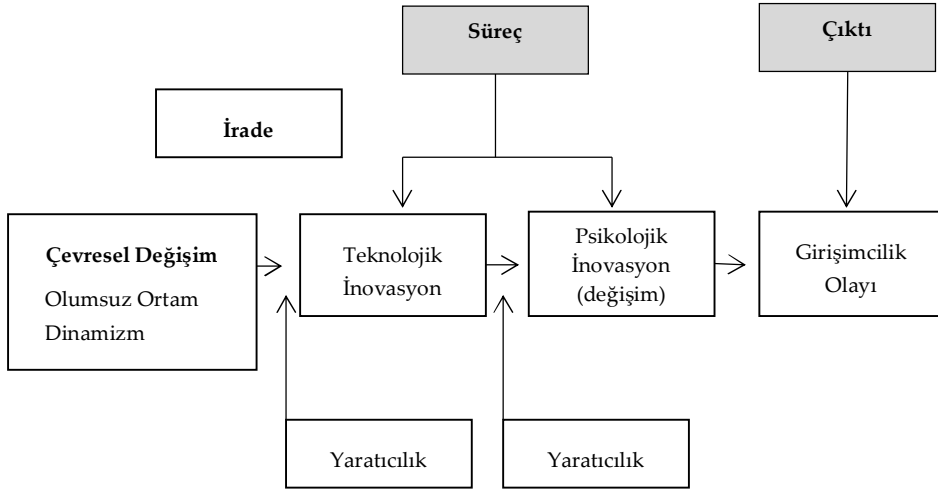 Süreç
Çıktı
İrade
Çevresel Değişim
Olumsuz Ortam
Dinamizm
Teknolojik
İnovasyon
Psikolojik
İnovasyon
(değişim)
Girişimcilik
Olayı
Yaratıcılık
Yaratıcılık